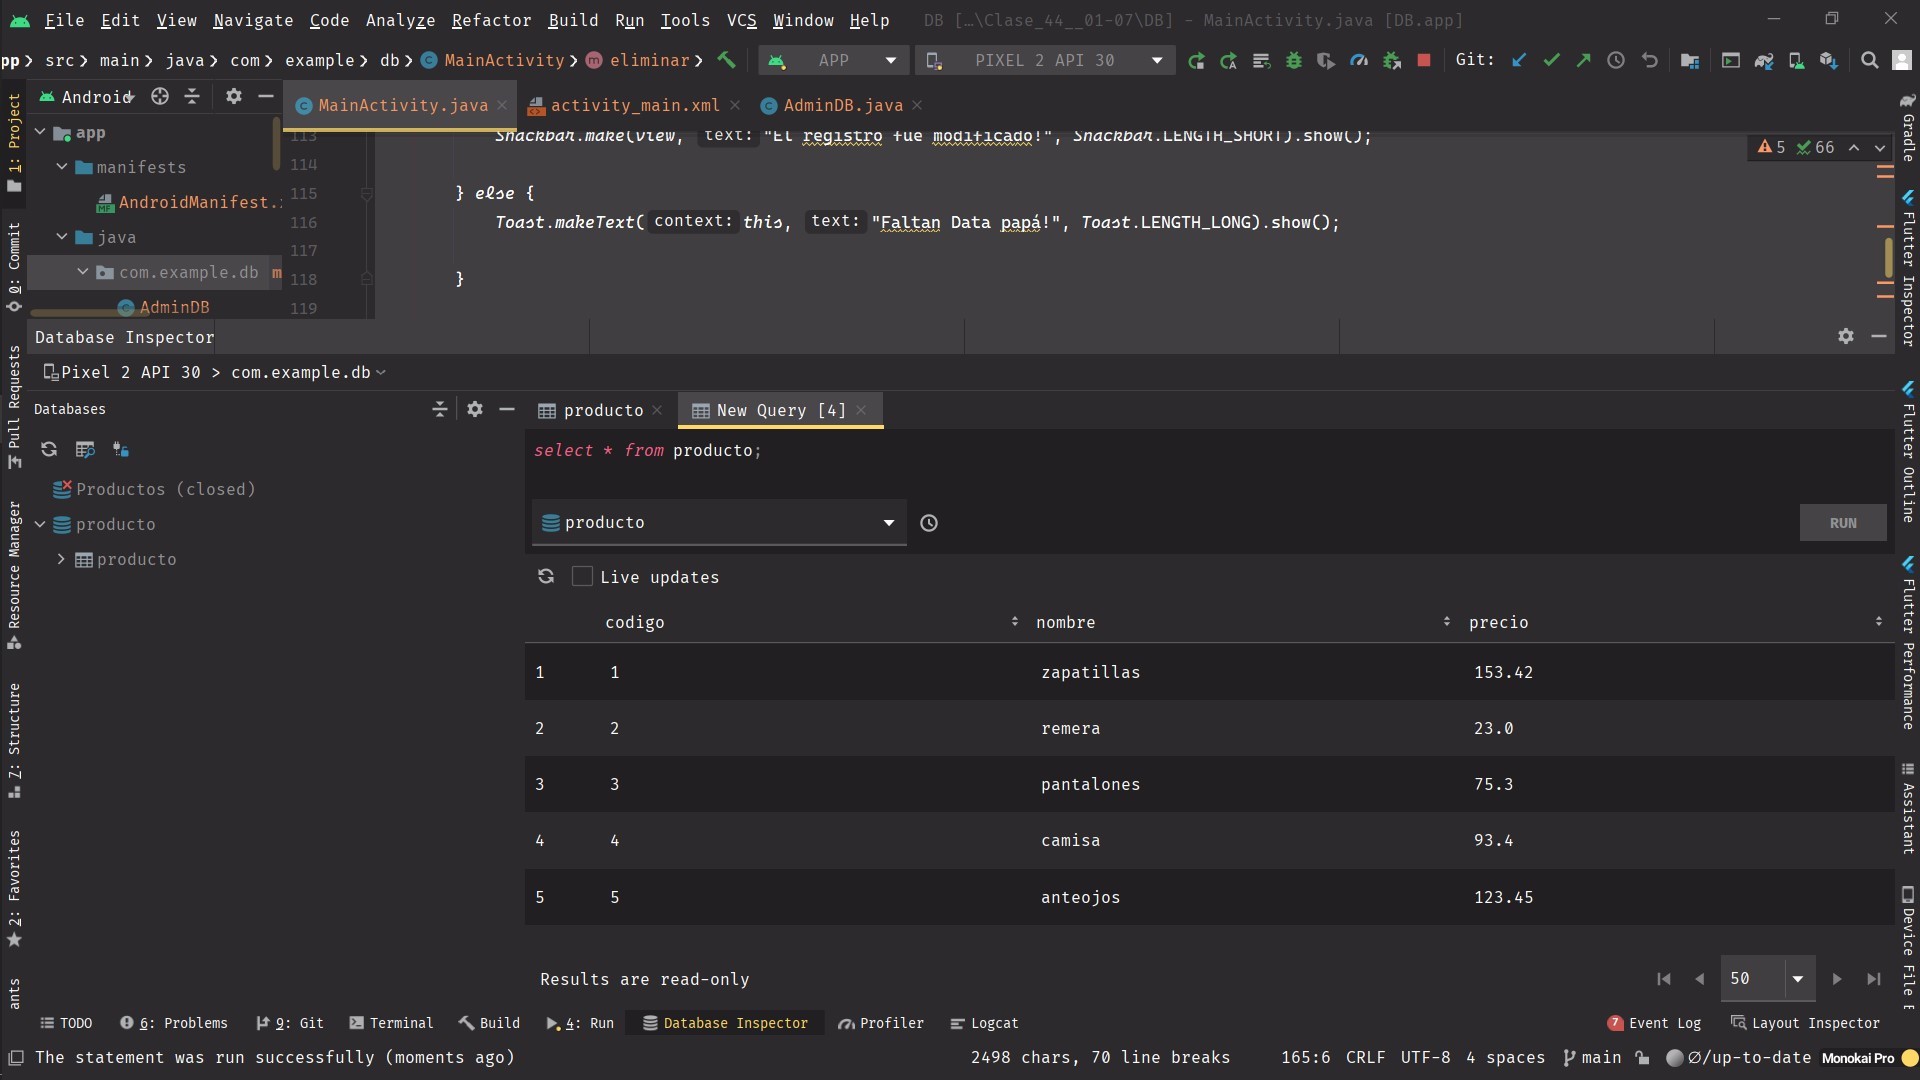 File Edit View Navigate Code Analyze Refactor Build Run Tools VCS Window Help DB […\Clase_44__01-07\DB] - MainActivity.java [DB.app]
pp src main java com example db MainActivity eliminar APP PIXEL 2 API 30 Git:
Android MainActivity.java activity_main.xml AdminDB.java
113 Snackbar.make(view, text: "El registro fue modificado!", Snackbar.LENGTH_SHORT).show();
5 66
114
115 } else {
116 Toast.makeText( context: this, text: "Faltan Data papá!", Toast.LENGTH_LONG).show();
117
118 }
119
app
manifests
AndroidManifest.
java
com.example.db m
AdminDB
Database Inspector
Pixel 2 API 30 > com.example.db
Databases
producto New Query [4]
select * from producto;
Productos (closed)
producto
producto
producto
RUN
Live updates
codigo nombre precio
1 1 zapatillas 153.42
2 2 remera 23.0
3 3 pantalones 75.3
4 4 camisa 93.4
5 5 anteojos 123.45
Results are read-only
50
1: Project
0: Commit
Pull Requests
Resource Manager
7: Structure
2: Favorites
ants
Gradle
Flutter Inspector
Flutter Outline
Flutter Performance
Assistant
Device File E
TODO 6: Problems 9: Git Terminal Build 4: Run Database Inspector Profiler Logcat 7 Event Log Layout Inspector
The statement was run successfully (moments ago) 2498 chars, 70 line breaks 165:6 CRLF UTF-8 4 spaces main Ø/up-to-date Monokai Pro